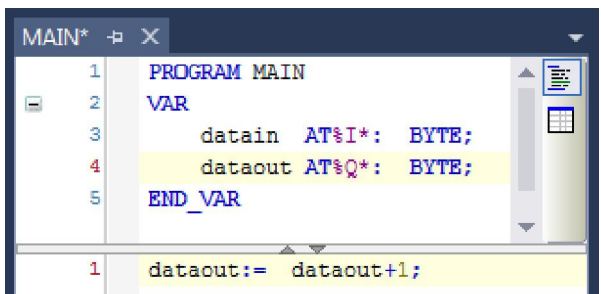 MAIN*
1 PROGRAM MAIN
2 VAR
3 datain AT%I*: BYTE;
4 dataout AT%Q*: BYTE;
5 END_VAR
1 dataout:= dataout+1;